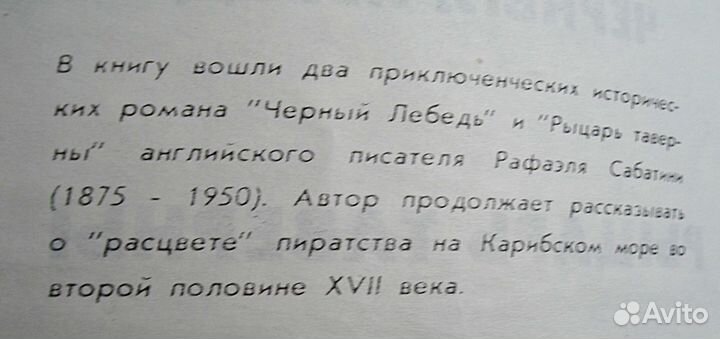 В книгу вошли два приключенческих историчес-
ких романа "Черный Лебедь" и "Рыцарь тавер-
ны" английского писателя Рафаэля Сабатини
(1875 - 1950). Автор продолжает рассказывать
о "расцвете" пиратства на Карибском море во
второй половине XVII века.
Avito